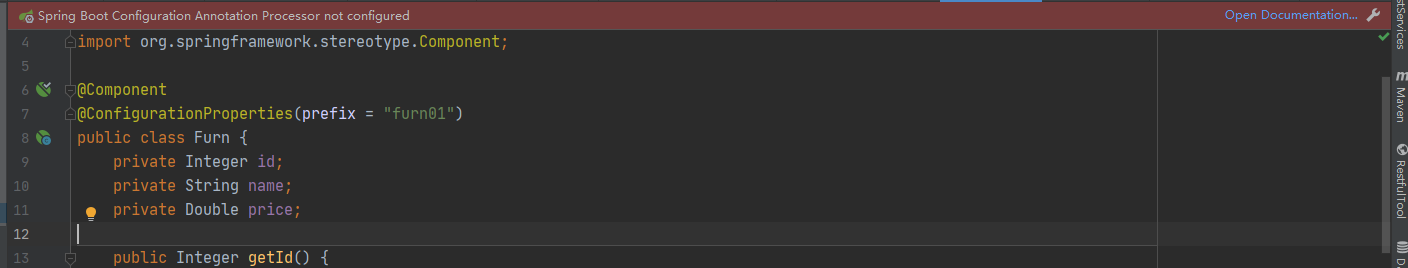 Spring Boot Configuration Annotation Processor not configured
Open Documentation...
4 import org.springframework.stereotype.Component;
5
6 @Component
7 @ConfigurationProperties(prefix = "furn01")
8 public class Furn {
9 private Integer id;
10 private String name;
11 private Double price;
12
13 public Integer getId() {
stServices
Maven
RestfulTool